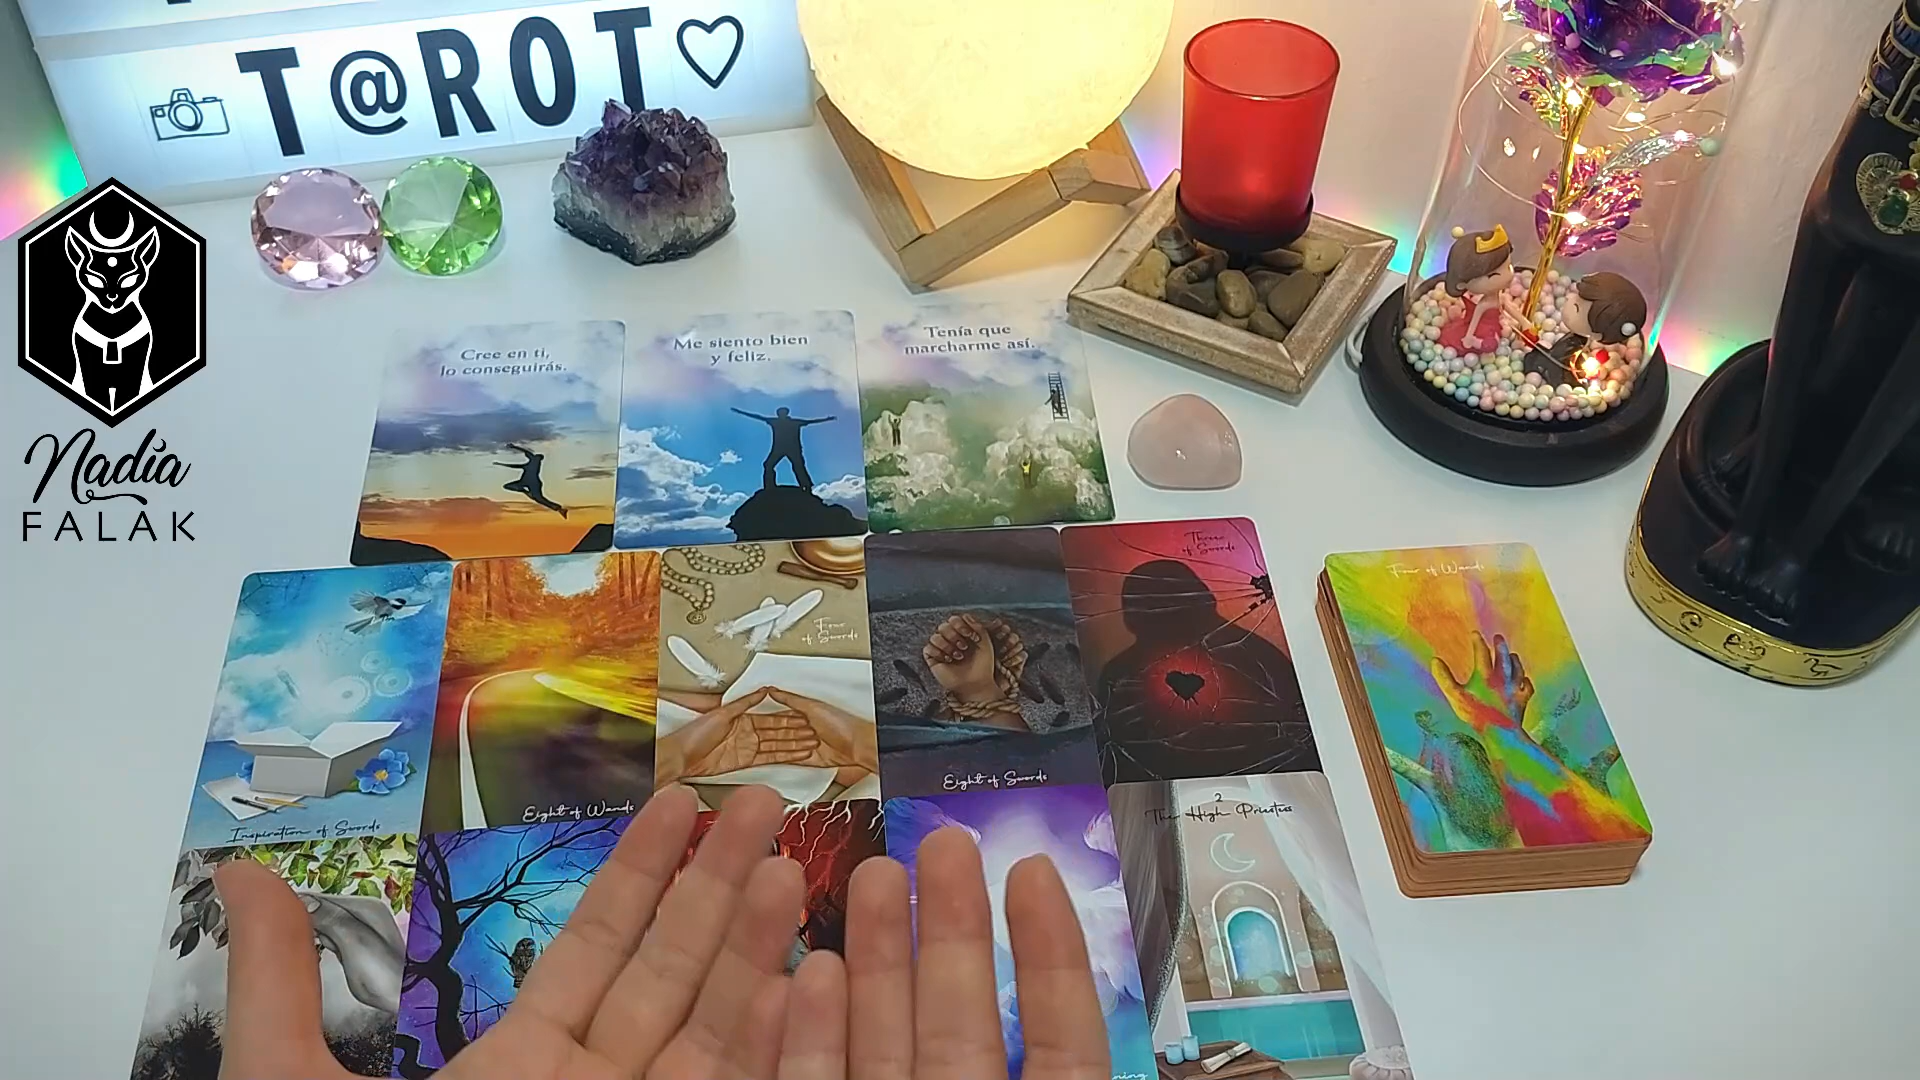 T@ROT
Nadia
FALAK
Cree en ti,
lo conseguirás.
Me siento bien
y feliz.
Tenía que
marcharme así.
Three
of Swords
Four of Wands
Four
of Swords
Eight of Swords
Eight of Wands
Inspiration of Swords
2
The High Priestess